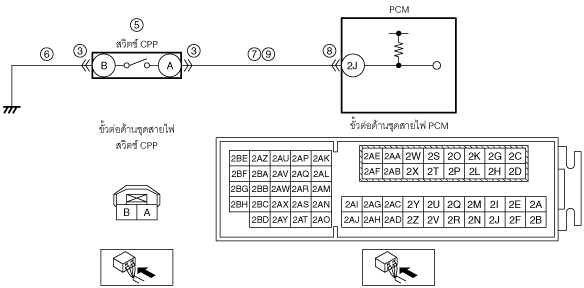 PCM
⑤
สวิตช์ CPP
⑥ ③ B A ③ ⑦ ⑨ ⑧ 2J
ขั้วต่อด้านชุดสายไฟ
สวิตช์ CPP
B A
ขั้วต่อด้านชุดสายไฟ PCM
2BE 2AZ 2AU 2AP 2AK
2BF 2BA 2AV 2AQ 2AL
2BG 2BB 2AW 2AR 2AM
2BH 2BC 2AX 2AS 2AN
2BD 2AY 2AT 2AO
2AE 2AA 2W 2S 2O 2K 2G 2C
2AF 2AB 2X 2T 2P 2L 2H 2D
2AI 2AG 2AC 2Y 2U 2Q 2M 2I 2E 2A
2AJ 2AH 2AD 2Z 2V 2R 2N 2J 2F 2B